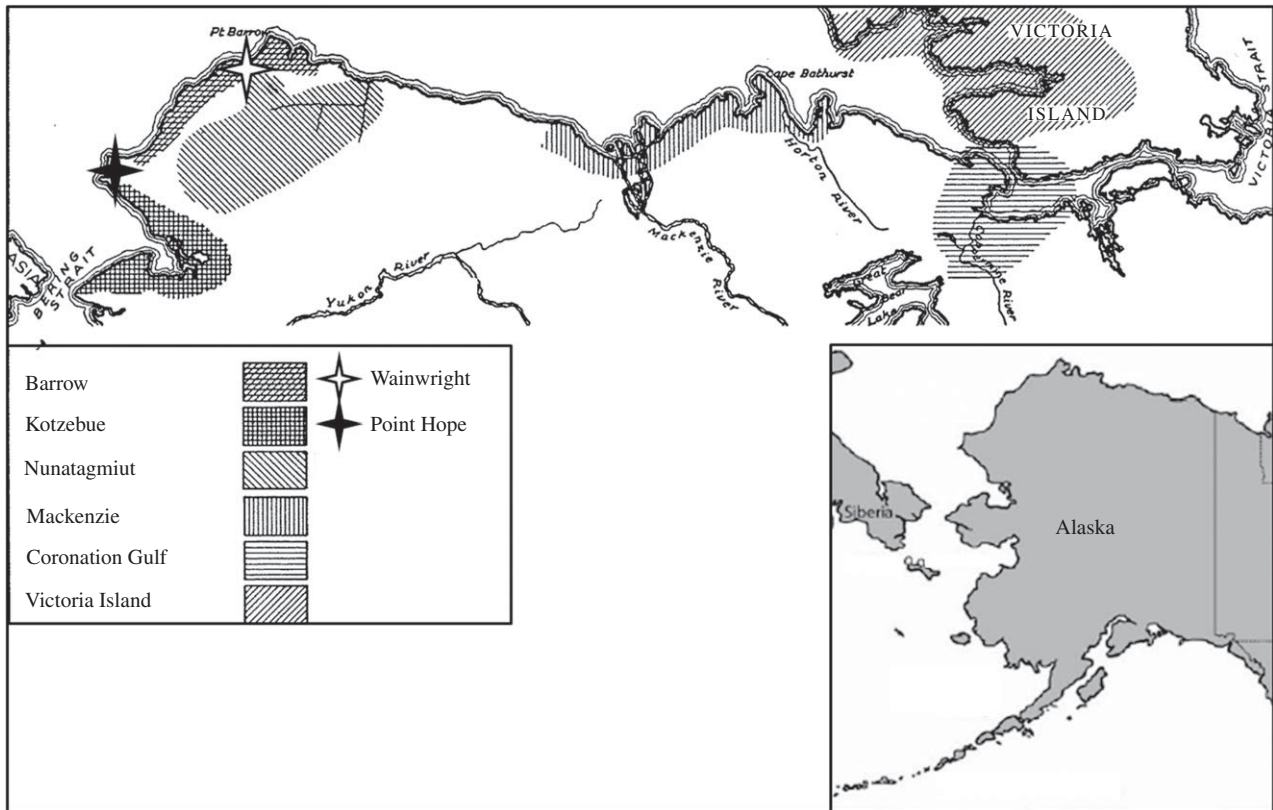 Pt Barrow
VICTORIA
ISLAND
Cape Bathurst
Horton River
VICTORIA STRAIT
ASIA
BERING STRAIT
Yukon River
Mackenzie River
Great Bear Lake
Coppermine River
Barrow
Kotzebue
Nunatagmiut
Mackenzie
Coronation Gulf
Victoria Island
Wainwright
Point Hope
Siberia
Alaska